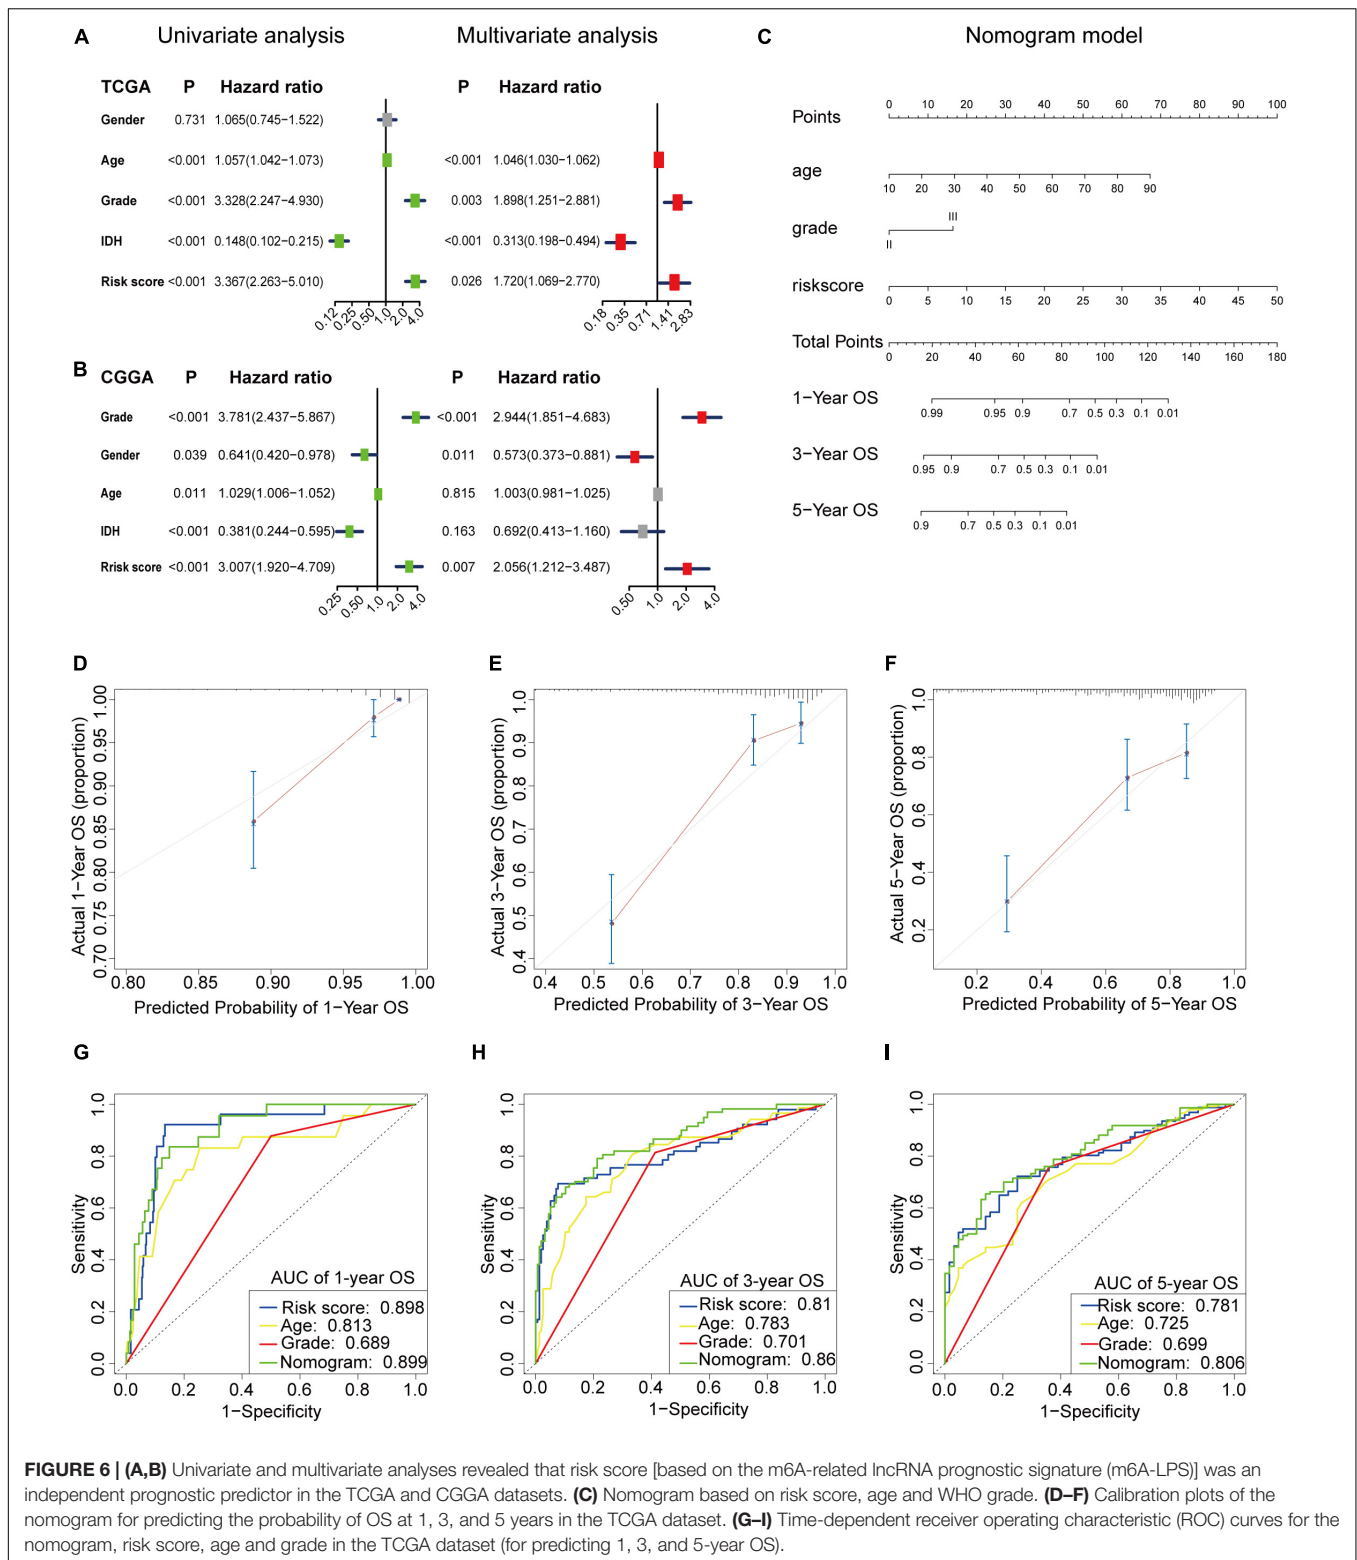 A Univariate analysis Multivariate analysis
TCGA P Hazard ratio P Hazard ratio
Gender 0.731 1.065(0.745−1.522)
Age <0.001 1.057(1.042−1.073) <0.001 1.046(1.030−1.062)
Grade <0.001 3.328(2.247−4.930) 0.003 1.898(1.251−2.881)
IDH <0.001 0.148(0.102−0.215) <0.001 0.313(0.198−0.494)
Risk score <0.001 3.367(2.263−5.010) 0.026 1.720(1.069−2.770)
0.12 0.25 0.50 1.0 2.0 4.0 0.18 0.35 0.71 1.41 2.83
B CGGA P Hazard ratio P Hazard ratio
Grade <0.001 3.781(2.437−5.867) <0.001 2.944(1.851−4.683)
Gender 0.039 0.641(0.420−0.978) 0.011 0.573(0.373−0.881)
Age 0.011 1.029(1.006−1.052) 0.815 1.003(0.981−1.025)
IDH <0.001 0.381(0.244−0.595) 0.163 0.692(0.413−1.160)
Rrisk score <0.001 3.007(1.920−4.709) 0.007 2.056(1.212−3.487)
0.25 0.50 1.0 2.0 4.0 0.50 1.0 2.0 4.0
C Nomogram model
0 10 20 30 40 50 60 70 80 90 100
Points
age
10 20 30 40 50 60 70 80 90
III
grade
II
riskscore
0 5 10 15 20 25 30 35 40 45 50
Total Points
0 20 40 60 80 100 120 140 160 180
1−Year OS
0.99 0.95 0.9 0.7 0.5 0.3 0.1 0.01
3−Year OS
0.95 0.9 0.7 0.5 0.3 0.1 0.01
5−Year OS
0.9 0.7 0.5 0.3 0.1 0.01
D
Actual 1−Year OS (proportion)
1.00
0.95
0.90
0.85
0.80
0.75
0.70
0.80 0.85 0.90 0.95 1.00
Predicted Probability of 1−Year OS
E
Actual 3−Year OS (proportion)
1.0
0.9
0.8
0.7
0.6
0.5
0.4
0.4 0.5 0.6 0.7 0.8 0.9 1.0
Predicted Probability of 3−Year OS
F
Actual 5−Year OS (proportion)
1.0
0.8
0.6
0.4
0.2
0.2 0.4 0.6 0.8 1.0
Predicted Probability of 5−Year OS
G
Sensitivity
1.0
0.8
0.6
0.4
0.2
0.0
AUC of 1−year OS
Risk score: 0.898
Age: 0.813
Grade: 0.689
Nomogram: 0.899
0.0 0.2 0.4 0.6 0.8 1.0
1−Specificity
H
Sensitivity
1.0
0.8
0.6
0.4
0.2
0.0
AUC of 3−year OS
Risk score: 0.81
Age: 0.783
Grade: 0.701
Nomogram: 0.86
0.0 0.2 0.4 0.6 0.8 1.0
1−Specificity
I
Sensitivity
1.0
0.8
0.6
0.4
0.2
0.0
AUC of 5−year OS
Risk score: 0.781
Age: 0.725
Grade: 0.699
Nomogram: 0.806
0.0 0.2 0.4 0.6 0.8 1.0
1−Specificity
FIGURE 6 | (A,B) Univariate and multivariate analyses revealed that risk score [based on the m6A-related lncRNA prognostic signature (m6A-LPS)] was an
independent prognostic predictor in the TCGA and CGGA datasets. (C) Nomogram based on risk score, age and WHO grade. (D–F) Calibration plots of the
nomogram for predicting the probability of OS at 1, 3, and 5 years in the TCGA dataset. (G–I) Time-dependent receiver operating characteristic (ROC) curves for the
nomogram, risk score, age and grade in the TCGA dataset (for predicting 1, 3, and 5-year OS).